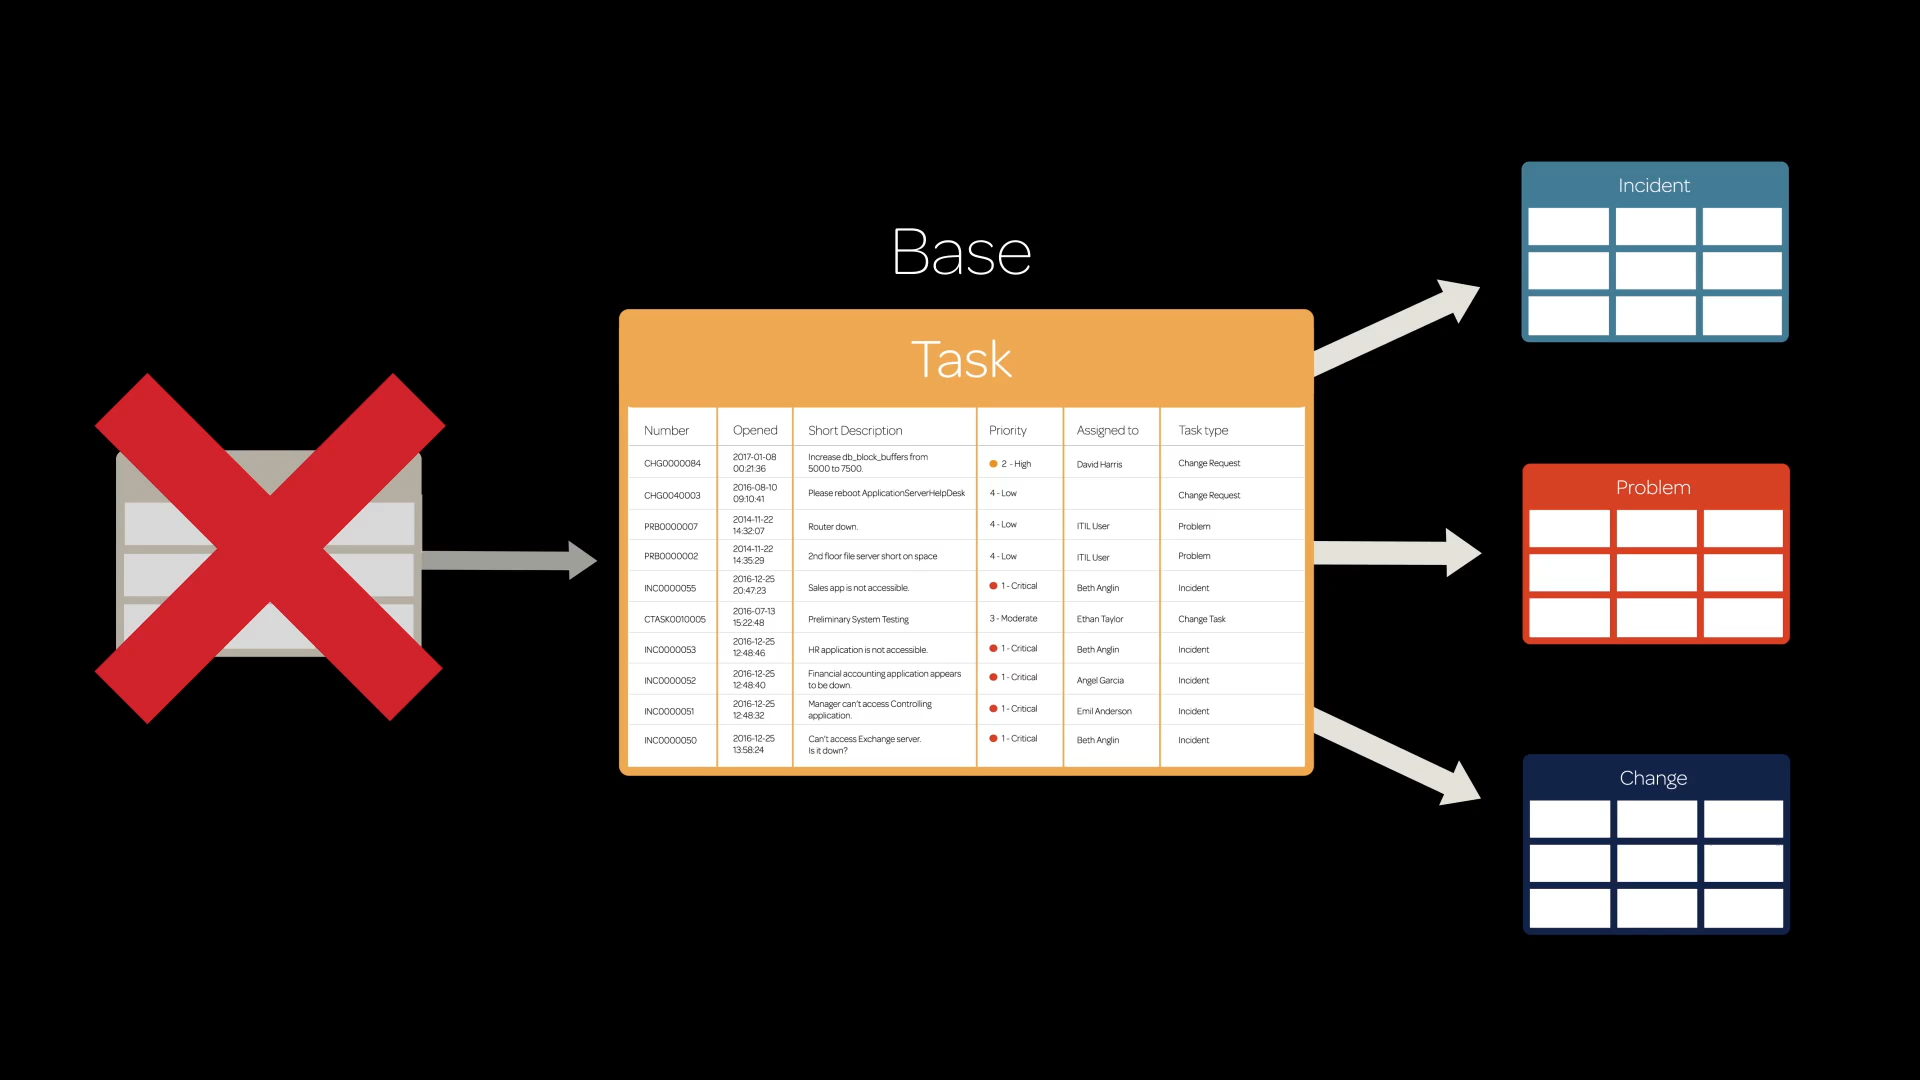 Base
Task
Number Opened Short Description Priority Assigned to Task type
CHG0000084 2017-01-08 00:21:36 Increase db_block_buffers from 5000 to 7500. 2 - High David Harris Change Request
CHG0040003 2016-08-10 09:10:41 Please reboot ApplicationServerHelpDesk 4 - Low Change Request
PRB0000007 2014-11-22 14:32:07 Router down. 4 - Low ITIL User Problem
PRB0000002 2014-11-22 14:35:29 2nd floor file server short on space 4 - Low ITIL User Problem
INC0000055 2016-12-25 20:47:23 Sales app is not accessible. 1 - Critical Beth Anglin Incident
CTASK0010005 2016-07-13 15:22:48 Preliminary System Testing 3 - Moderate Ethan Taylor Change Task
INC0000053 2016-12-25 12:48:46 HR application is not accessible. 1 - Critical Beth Anglin Incident
INC0000052 2016-12-25 12:48:40 Financial accounting application appears to be down. 1 - Critical Angel Garcia Incident
INC0000051 2016-12-25 12:48:32 Manager can't access Controlling application. 1 - Critical Emil Anderson Incident
INC0000050 2016-12-25 13:58:24 Can't access Exchange server. Is it down? 1 - Critical Beth Anglin Incident
Incident
Problem
Change